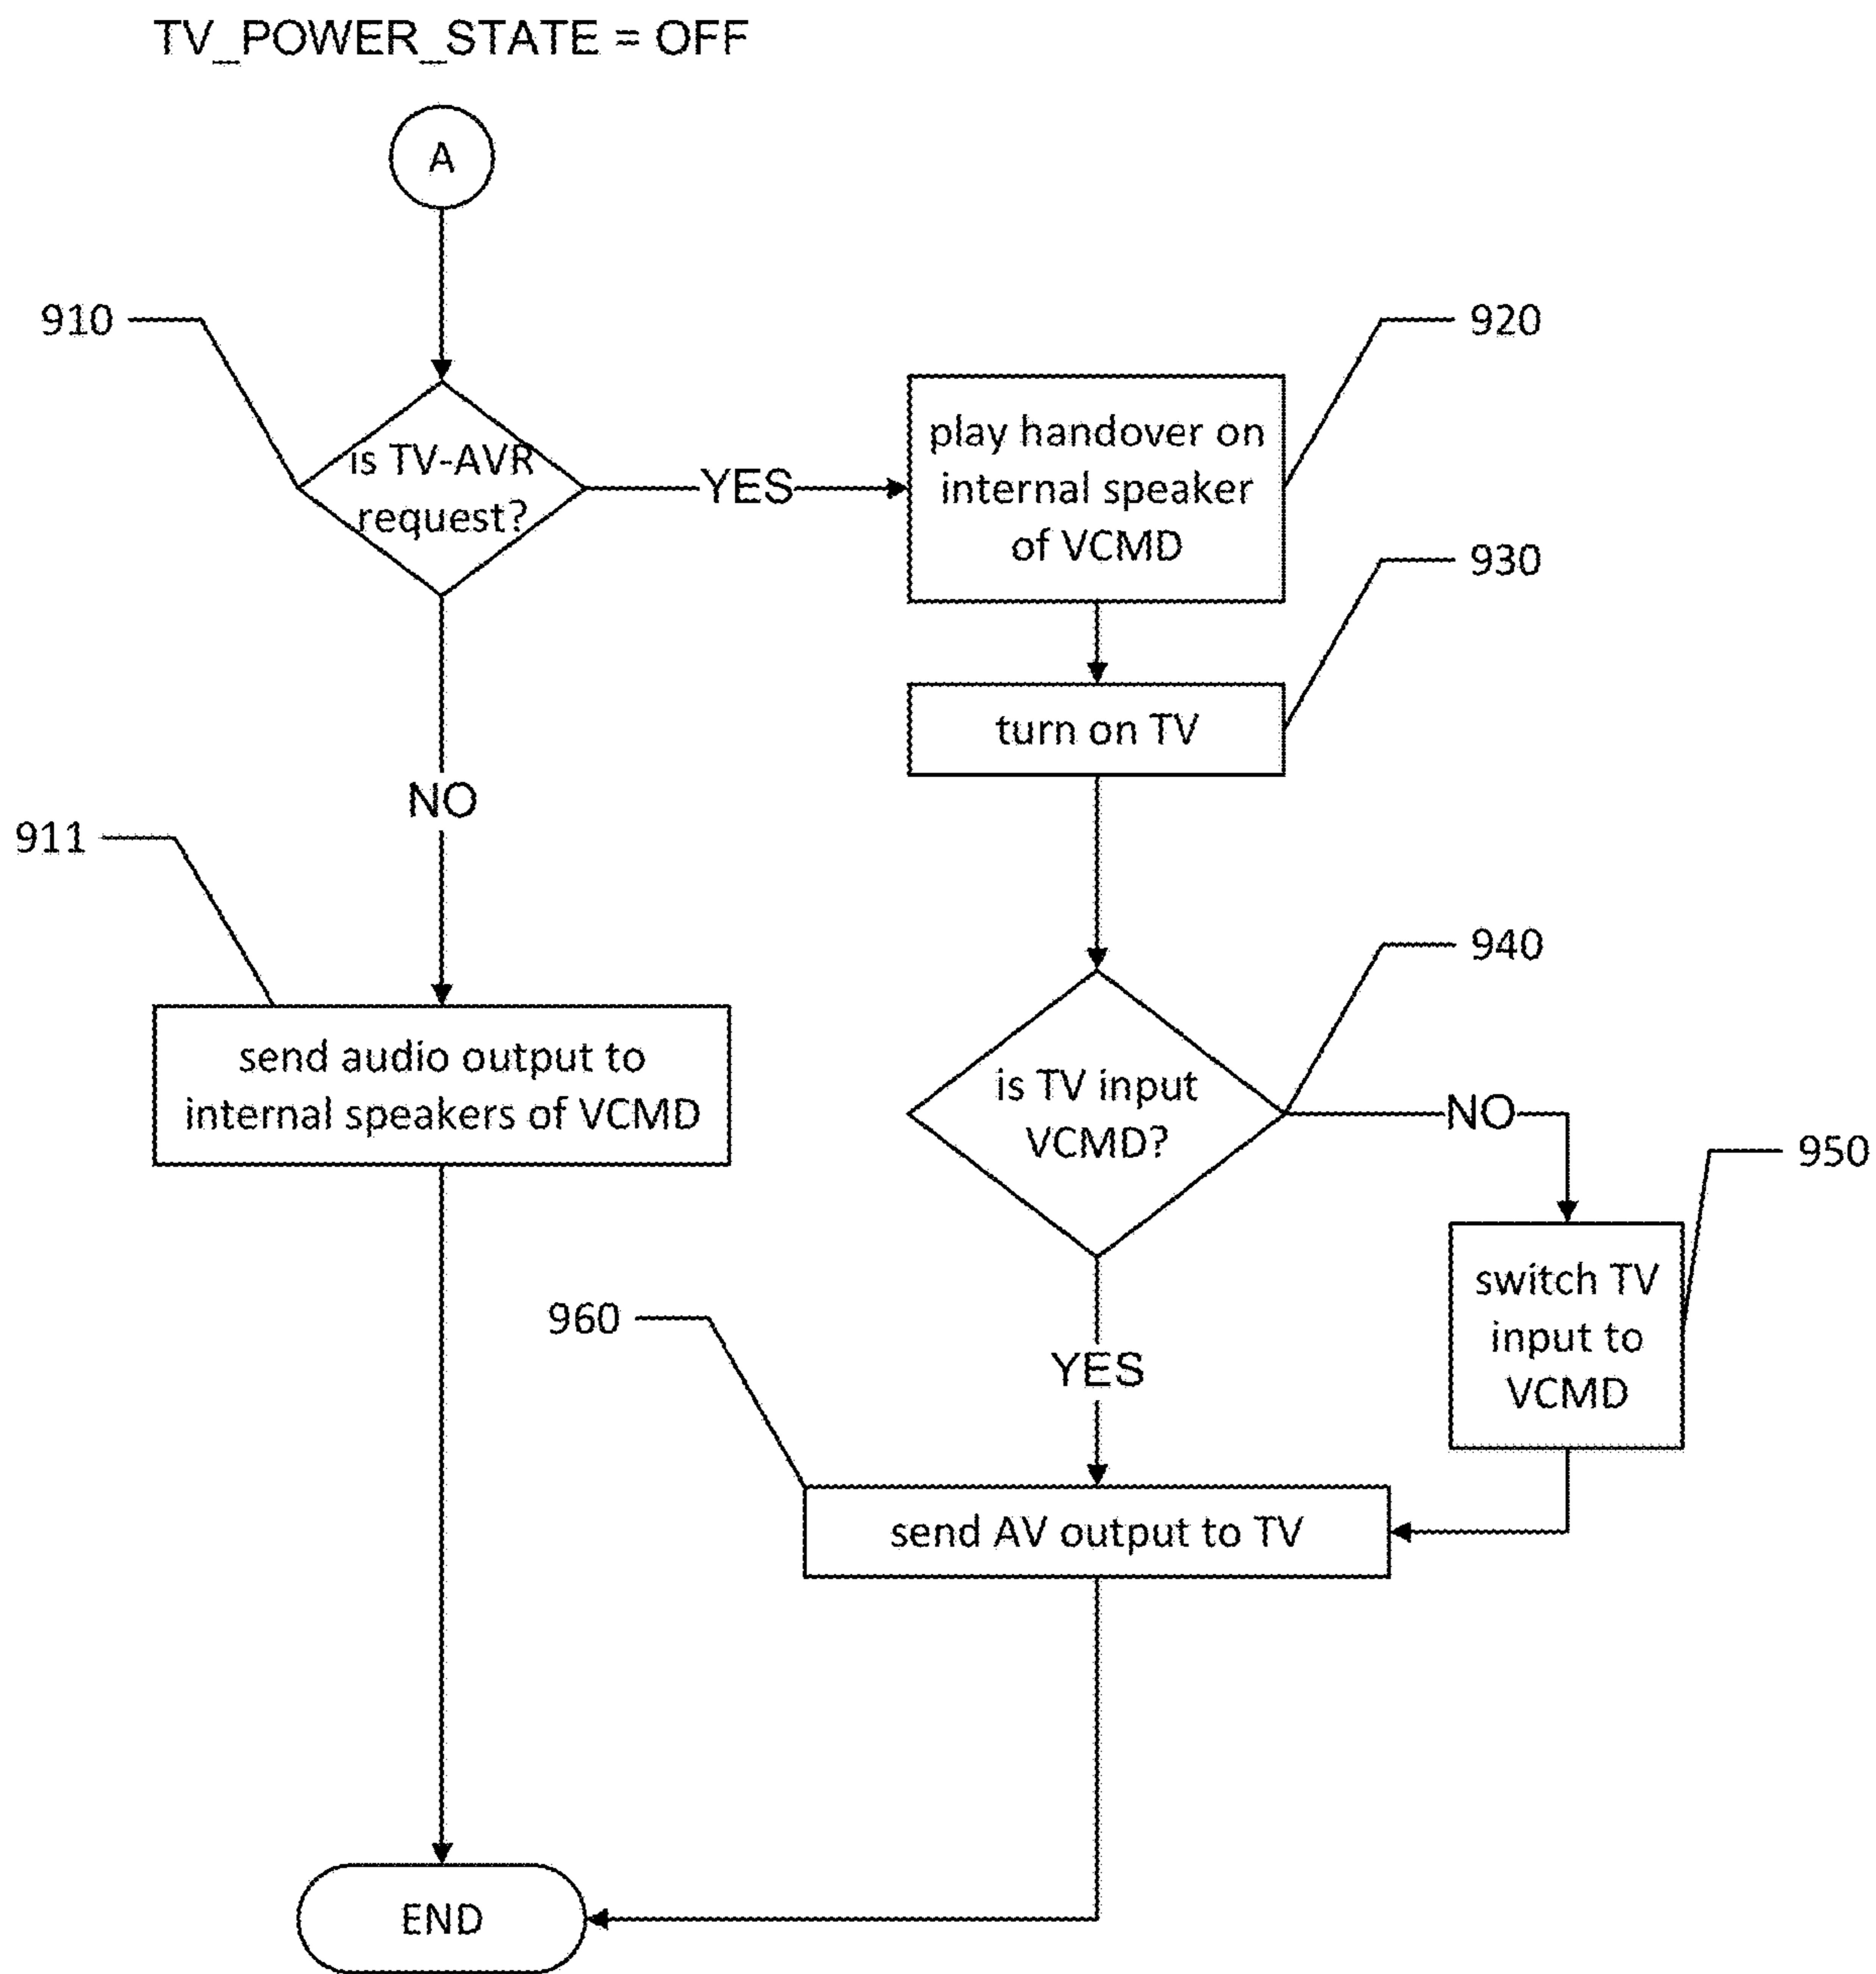 TV_POWER_STATE = OFF
A
910
is TV-AVR
request?
YES
play handover on
internal speaker
of VCMD
920
930
turn on TV
NO
911
send audio output to
internal speakers of VCMD
940
is TV input
VCMD?
NO
950
switch TV
input to
VCMD
YES
960
send AV output to TV
END